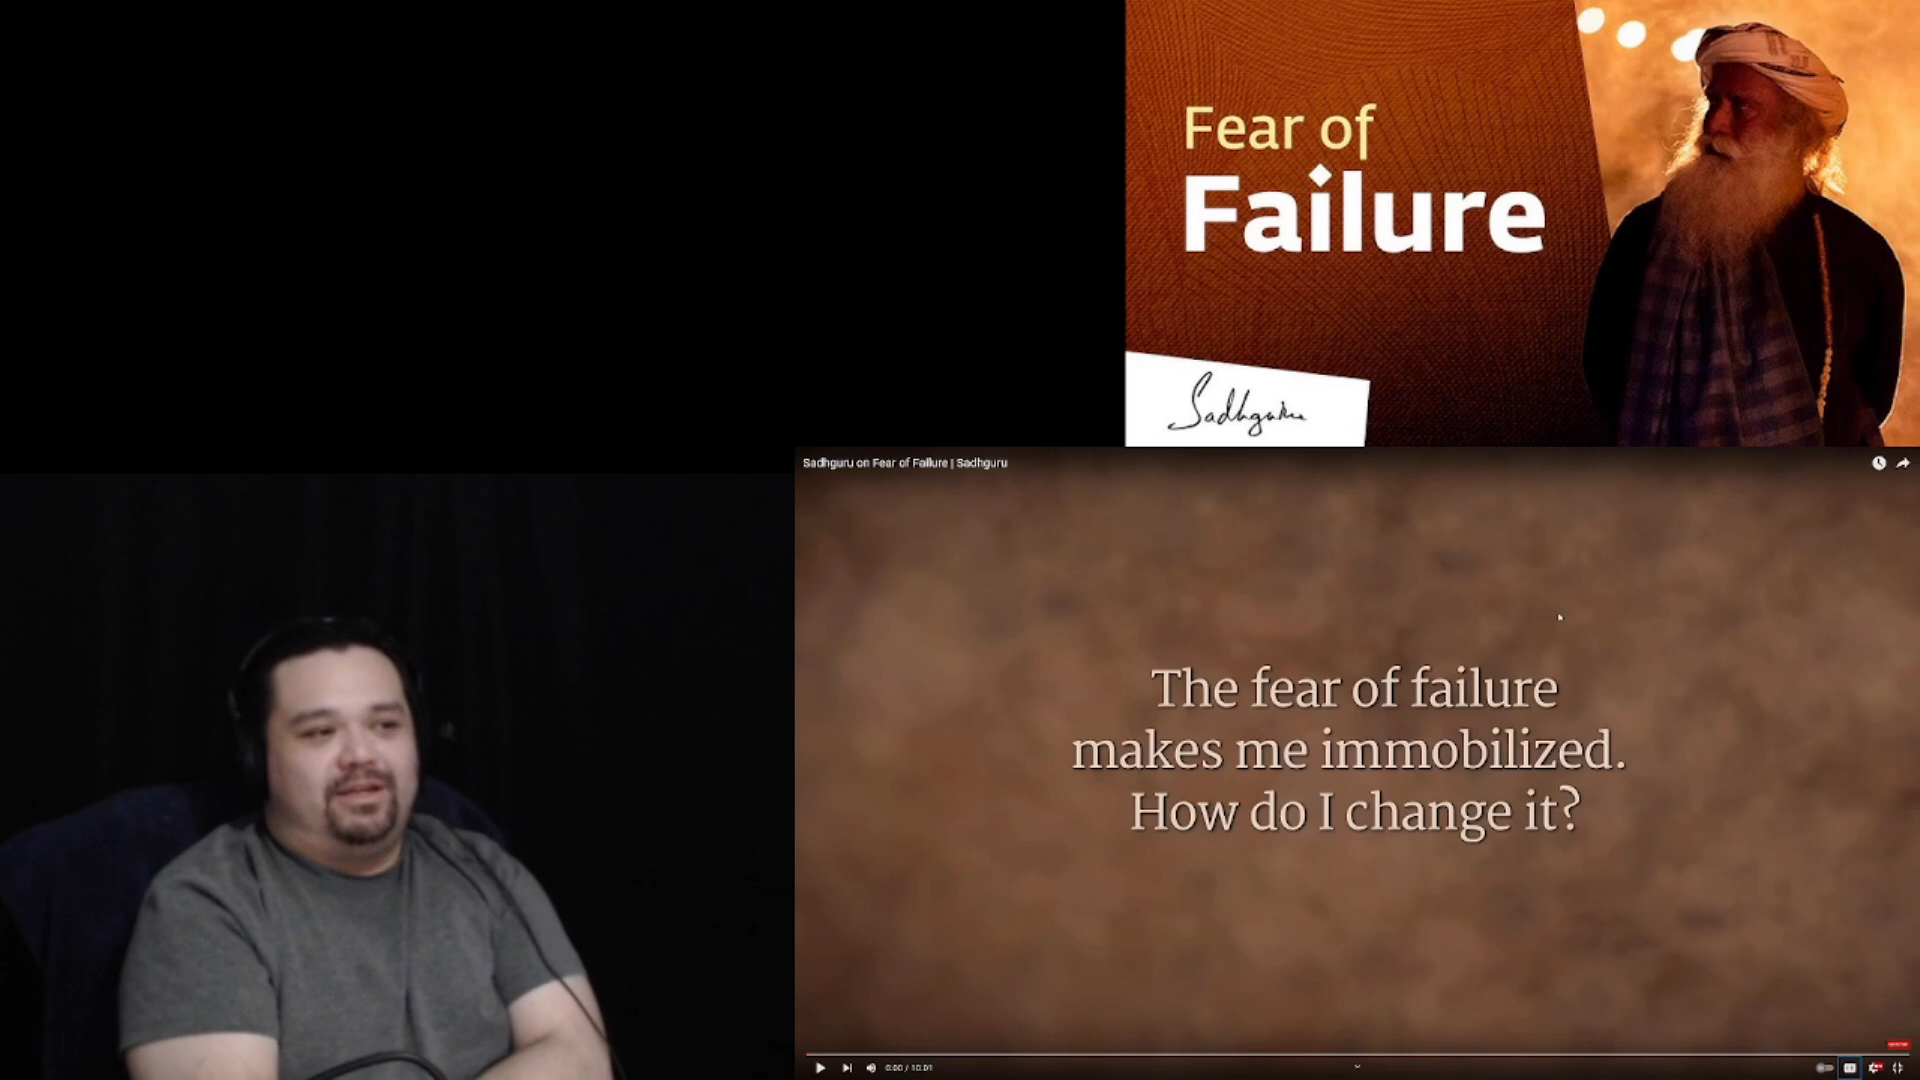 Fear of
Failure
Sadhguru
Sadhguru on Fear of Failure | Sadhguru
The fear of failure
makes me immobilized.
How do I change it?
0:00 / 10:01